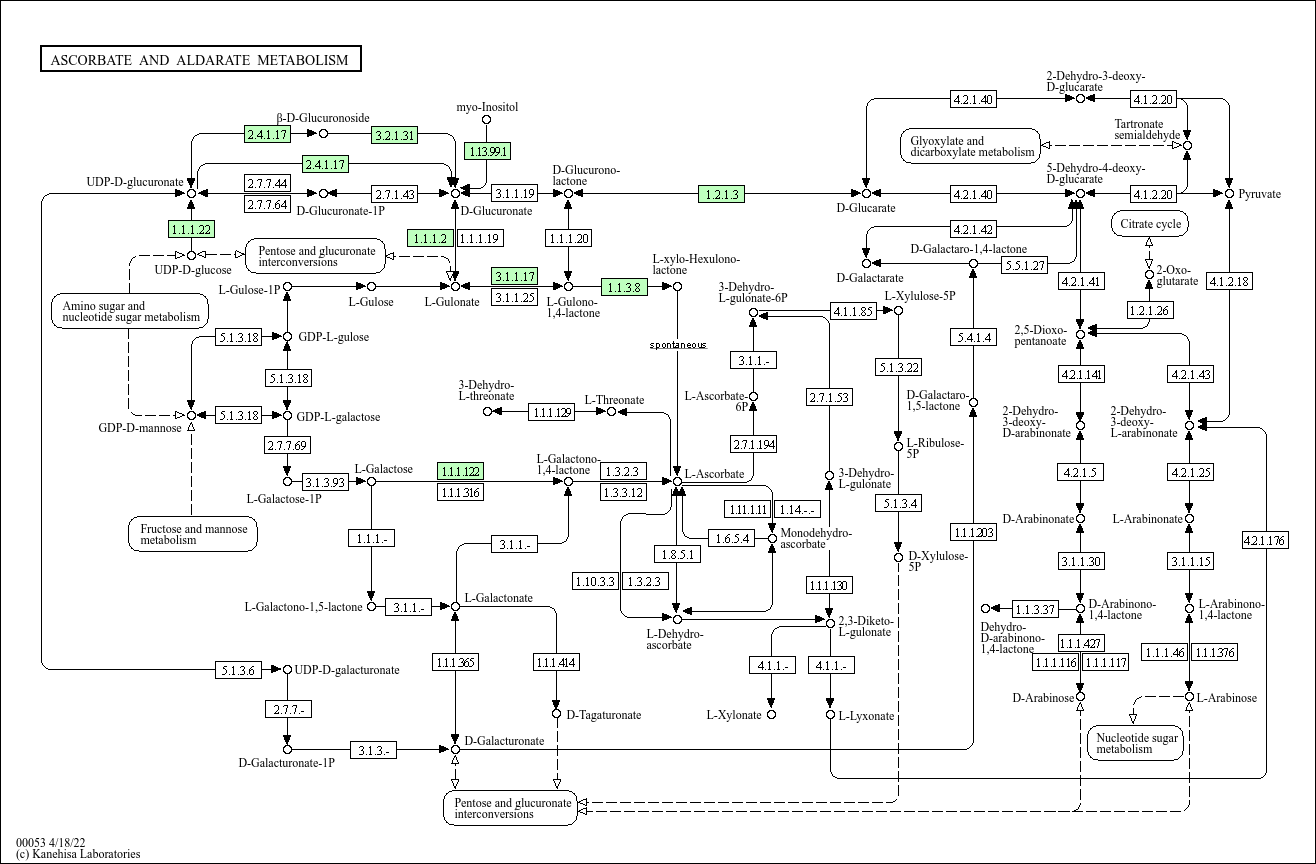 ASCORBATE AND ALDARATE METABOLISM
2-Dehydro-3-deoxy-
D-glucarate
4.2.1.40
4.1.2.20
myo-Inositol
β-D-Glucuronoside
2.4.1.17
3.2.1.31
1.13.99.1
Tartronate
semialdehyde
Glyoxylate and
dicarboxylate metabolism
2.4.1.17
D-Glucurono-
lactone
5-Dehydro-4-deoxy-
D-glucarate
UDP-D-glucuronate
2.7.7.44
2.7.7.64
2.7.1.43
3.1.1.19
1.2.1.3
4.2.1.40
4.1.2.20
Pyruvate
D-Glucuronate-1P
D-Glucuronate
D-Glucarate
1.1.1.22
1.1.1.2
1.1.1.19
1.1.1.20
4.2.1.42
Citrate cycle
Pentose and glucuronate
interconversions
D-Galactaro-1,4-lactone
5.5.1.27
D-Galactarate
UDP-D-glucose
L-xylo-Hexulono-
lactone
2-Oxo-
glutarate
4.2.1.41
4.2.1.18
L-Gulose-1P
L-Gulose
L-Gulonate
3.1.1.17
3.1.1.25
L-Gulono-
1,4-lactone
1.1.3.8
3-Dehydro-
L-gulonate-6P
L-Xylulose-5P
4.1.1.85
1.2.1.26
Amino sugar and
nucleotide sugar metabolism
5.1.3.18
GDP-L-gulose
spontaneous
5.4.1.4
2,5-Dioxo-
pentanoate
3.1.1.-
5.1.3.22
5.1.3.18
4.2.1.141
4.2.1.43
3-Dehydro-
L-threonate
1.1.1.129
L-Threonate
L-Ascorbate-
6P
2.7.1.53
D-Galactaro-
1,5-lactone
GDP-D-mannose
5.1.3.18
GDP-L-galactose
2-Dehydro-
3-deoxy-
D-arabinonate
2-Dehydro-
3-deoxy-
L-arabinonate
2.7.7.69
2.7.1.194
L-Ribulose-
5P
3.1.3.93
L-Galactose
1.1.1.122
1.1.1.316
L-Galactono-
1,4-lactone
1.3.2.3
1.3.3.12
L-Ascorbate
3-Dehydro-
L-gulonate
4.2.1.5
4.2.1.25
L-Galactose-1P
1.11.1.11
1.14.-.-
5.1.3.4
D-Arabinonate
L-Arabinonate
Fructose and mannose
metabolism
1.1.1.-
3.1.1.-
1.6.5.4
Monodehydro-
ascorbate
1.1.1.203
4.2.1.176
1.8.5.1
D-Xylulose-
5P
3.1.1.30
3.1.1.15
1.10.3.3
1.3.2.3
1.1.1.130
L-Galactono-1,5-lactone
3.1.1.-
L-Galactonate
1.1.3.37
D-Arabinono-
1,4-lactone
L-Arabinono-
1,4-lactone
L-Dehydro-
ascorbate
2,3-Diketo-
L-gulonate
Dehydro-
D-arabinono-
1,4-lactone
1.1.1.427
1.1.1.116
1.1.1.117
1.1.1.46
1.1.1.376
5.1.3.6
UDP-D-galacturonate
1.1.1.365
1.1.1.414
4.1.1.-
4.1.1.-
D-Arabinose
L-Arabinose
2.7.7.-
D-Tagaturonate
L-Xylonate
L-Lyxonate
D-Galacturonate-1P
3.1.3.-
D-Galacturonate
Nucleotide sugar
metabolism
Pentose and glucuronate
interconversions
00053 4/18/22
(c) Kanehisa Laboratories